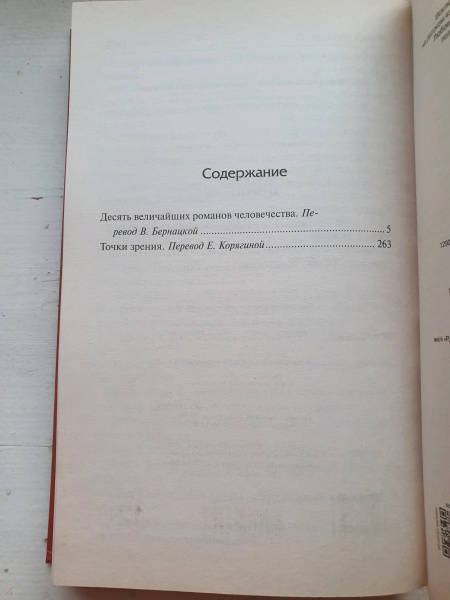 Содержание
Десять величайших романов человечества. Пе-
ревод В. Бернацкой 5
Точки зрения. Перевод Е. Корягиной 263